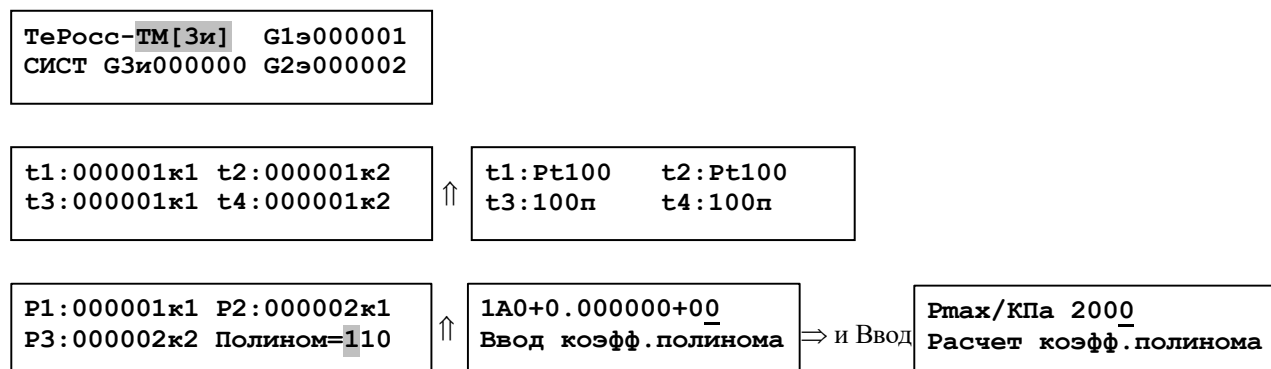 ТеРосс-ТМ[3и]  G1э000001
СИСТ G3и000000 G2э000002
t1:000001к1 t2:000001к2
t3:000001к1 t4:000001к2
⇑
t1:Pt100   t2:Pt100
t3:100п    t4:100п
P1:000001к1 P2:000002к1
P3:000002к2 Полином=110
⇑
1A0+0.000000+00
Ввод коэфф.полинома
⇒ и Ввод
Pmax/КПа 2000
Расчет коэфф.полинома